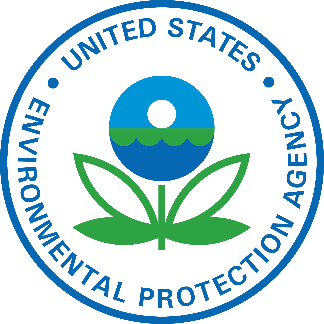 • UNITED STATES •
ENVIRONMENTAL PROTECTION AGENCY